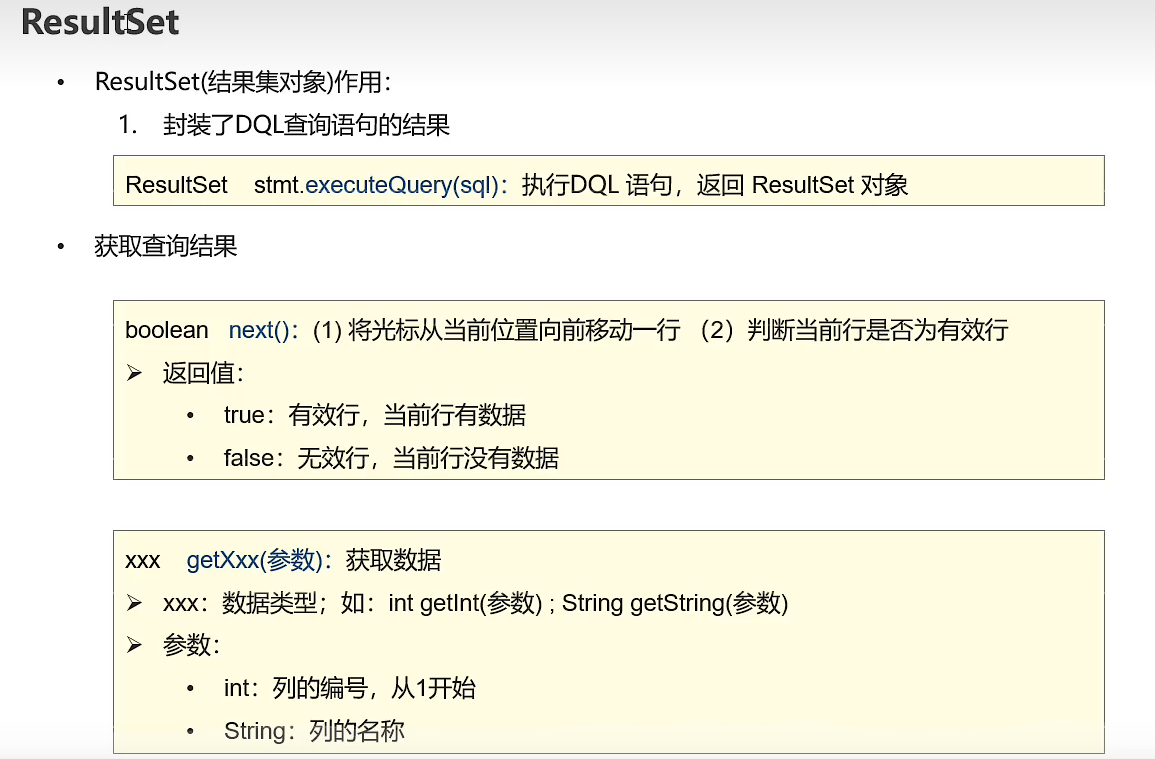 ResultSet
• ResultSet(结果集对象)作用：
1. 封装了DQL查询语句的结果
ResultSet stmt.executeQuery(sql)：执行DQL 语句，返回 ResultSet 对象
• 获取查询结果
boolean next()：(1) 将光标从当前位置向前移动一行 （2）判断当前行是否为有效行
➢ 返回值：
• true：有效行，当前行有数据
• false：无效行，当前行没有数据
xxx getXxx(参数)：获取数据
➢ xxx：数据类型；如：int getInt(参数) ; String getString(参数)
➢ 参数：
• int：列的编号，从1开始
• String：列的名称